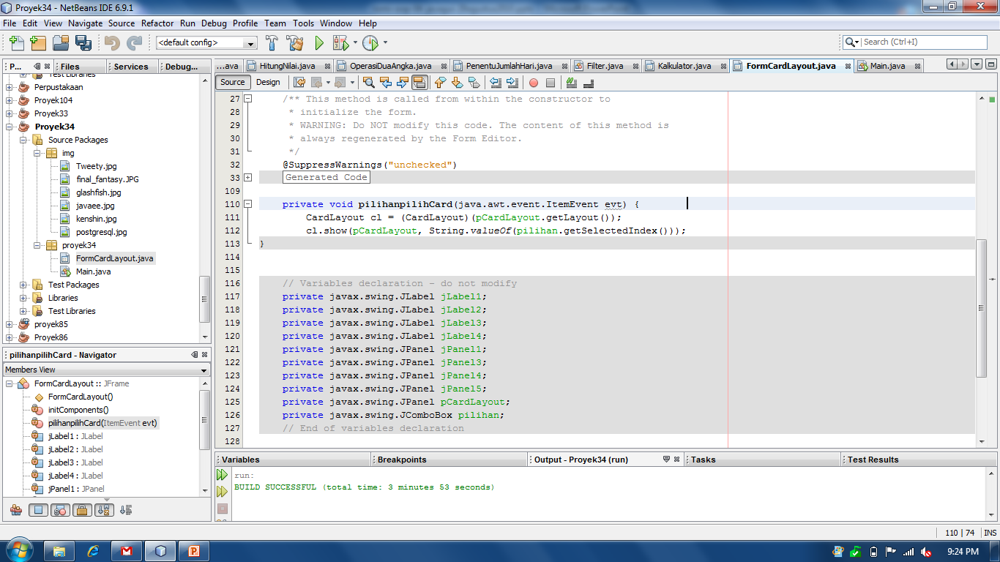 Proyek34 - NetBeans IDE 6.9.1
File Edit View Navigate Source Refactor Run Debug Profile Team Tools Window Help
<default config>
Search (Ctrl+I)
P... Files Services Debug...
Test Libraries
Perpustakaan
Proyek104
Proyek33
Proyek34
Source Packages
img
Tweety.jpg
final_fantasy.JPG
glashfish.jpg
javaee.jpg
kenshin.jpg
postgresql.jpg
proyek34
FormCardLayout.java
Main.java
Test Packages
Libraries
Test Libraries
proyek85
Proyek86
pilihanpilihCard - Navigator
Members View
FormCardLayout :: JFrame
FormCardLayout()
initComponents()
pilihanpilihCard(ItemEvent evt)
jLabel1 : JLabel
jLabel2 : JLabel
jLabel3 : JLabel
jLabel4 : JLabel
jPanel1 : JPanel
...ava HitungNilai.java OperasiDuaAngka.java PenentuJumlahHari.java Filter.java Kalkulator.java FormCardLayout.java Main.java
Source Design
27 /** This method is called from within the constructor to
28 * initialize the form.
29 * WARNING: Do NOT modify this code. The content of this method is
30 * always regenerated by the Form Editor.
31 */
32 @SuppressWarnings("unchecked")
33 Generated Code
109
110 private void pilihanpilihCard(java.awt.event.ItemEvent evt) {
111 CardLayout cl = (CardLayout)(pCardLayout.getLayout());
112 cl.show(pCardLayout, String.valueOf(pilihan.getSelectedIndex()));
113 }
114
115
116 // Variables declaration - do not modify
117 private javax.swing.JLabel jLabel1;
118 private javax.swing.JLabel jLabel2;
119 private javax.swing.JLabel jLabel3;
120 private javax.swing.JLabel jLabel4;
121 private javax.swing.JPanel jPanel1;
122 private javax.swing.JPanel jPanel3;
123 private javax.swing.JPanel jPanel4;
124 private javax.swing.JPanel jPanel5;
125 private javax.swing.JPanel pCardLayout;
126 private javax.swing.JComboBox pilihan;
127 // End of variables declaration
128
Variables Breakpoints Output - Proyek34 (run) Tasks Test Results
run:
BUILD SUCCESSFUL (total time: 3 minutes 53 seconds)
110 | 74 INS
9:24 PM